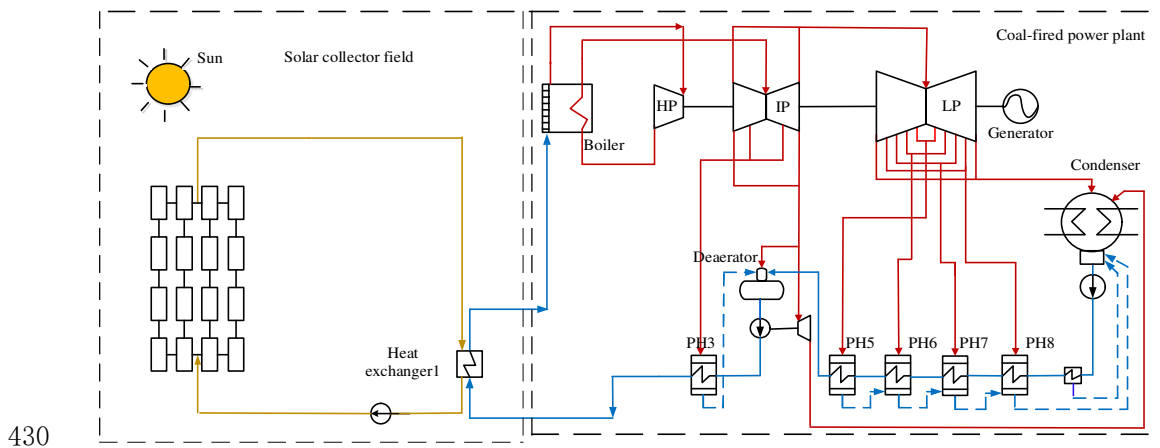 Sun
Solar collector field
Coal-fired power plant
HP
IP
LP
Boiler
Generator
Condenser
Deaerator
PH3
PH5
PH6
PH7
PH8
Heat
exchanger1
430